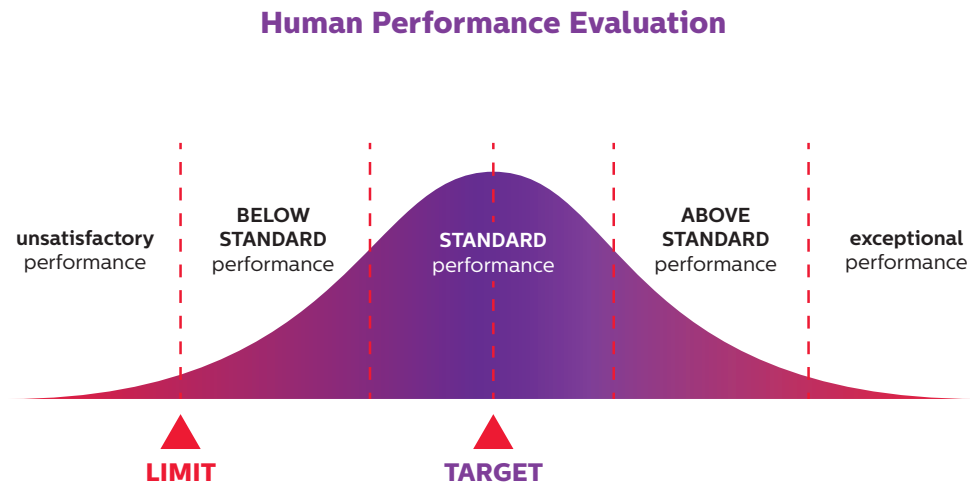 Human Performance Evaluation
unsatisfactory
performance
BELOW
STANDARD
performance
STANDARD
performance
ABOVE
STANDARD
performance
exceptional
performance
LIMIT
TARGET